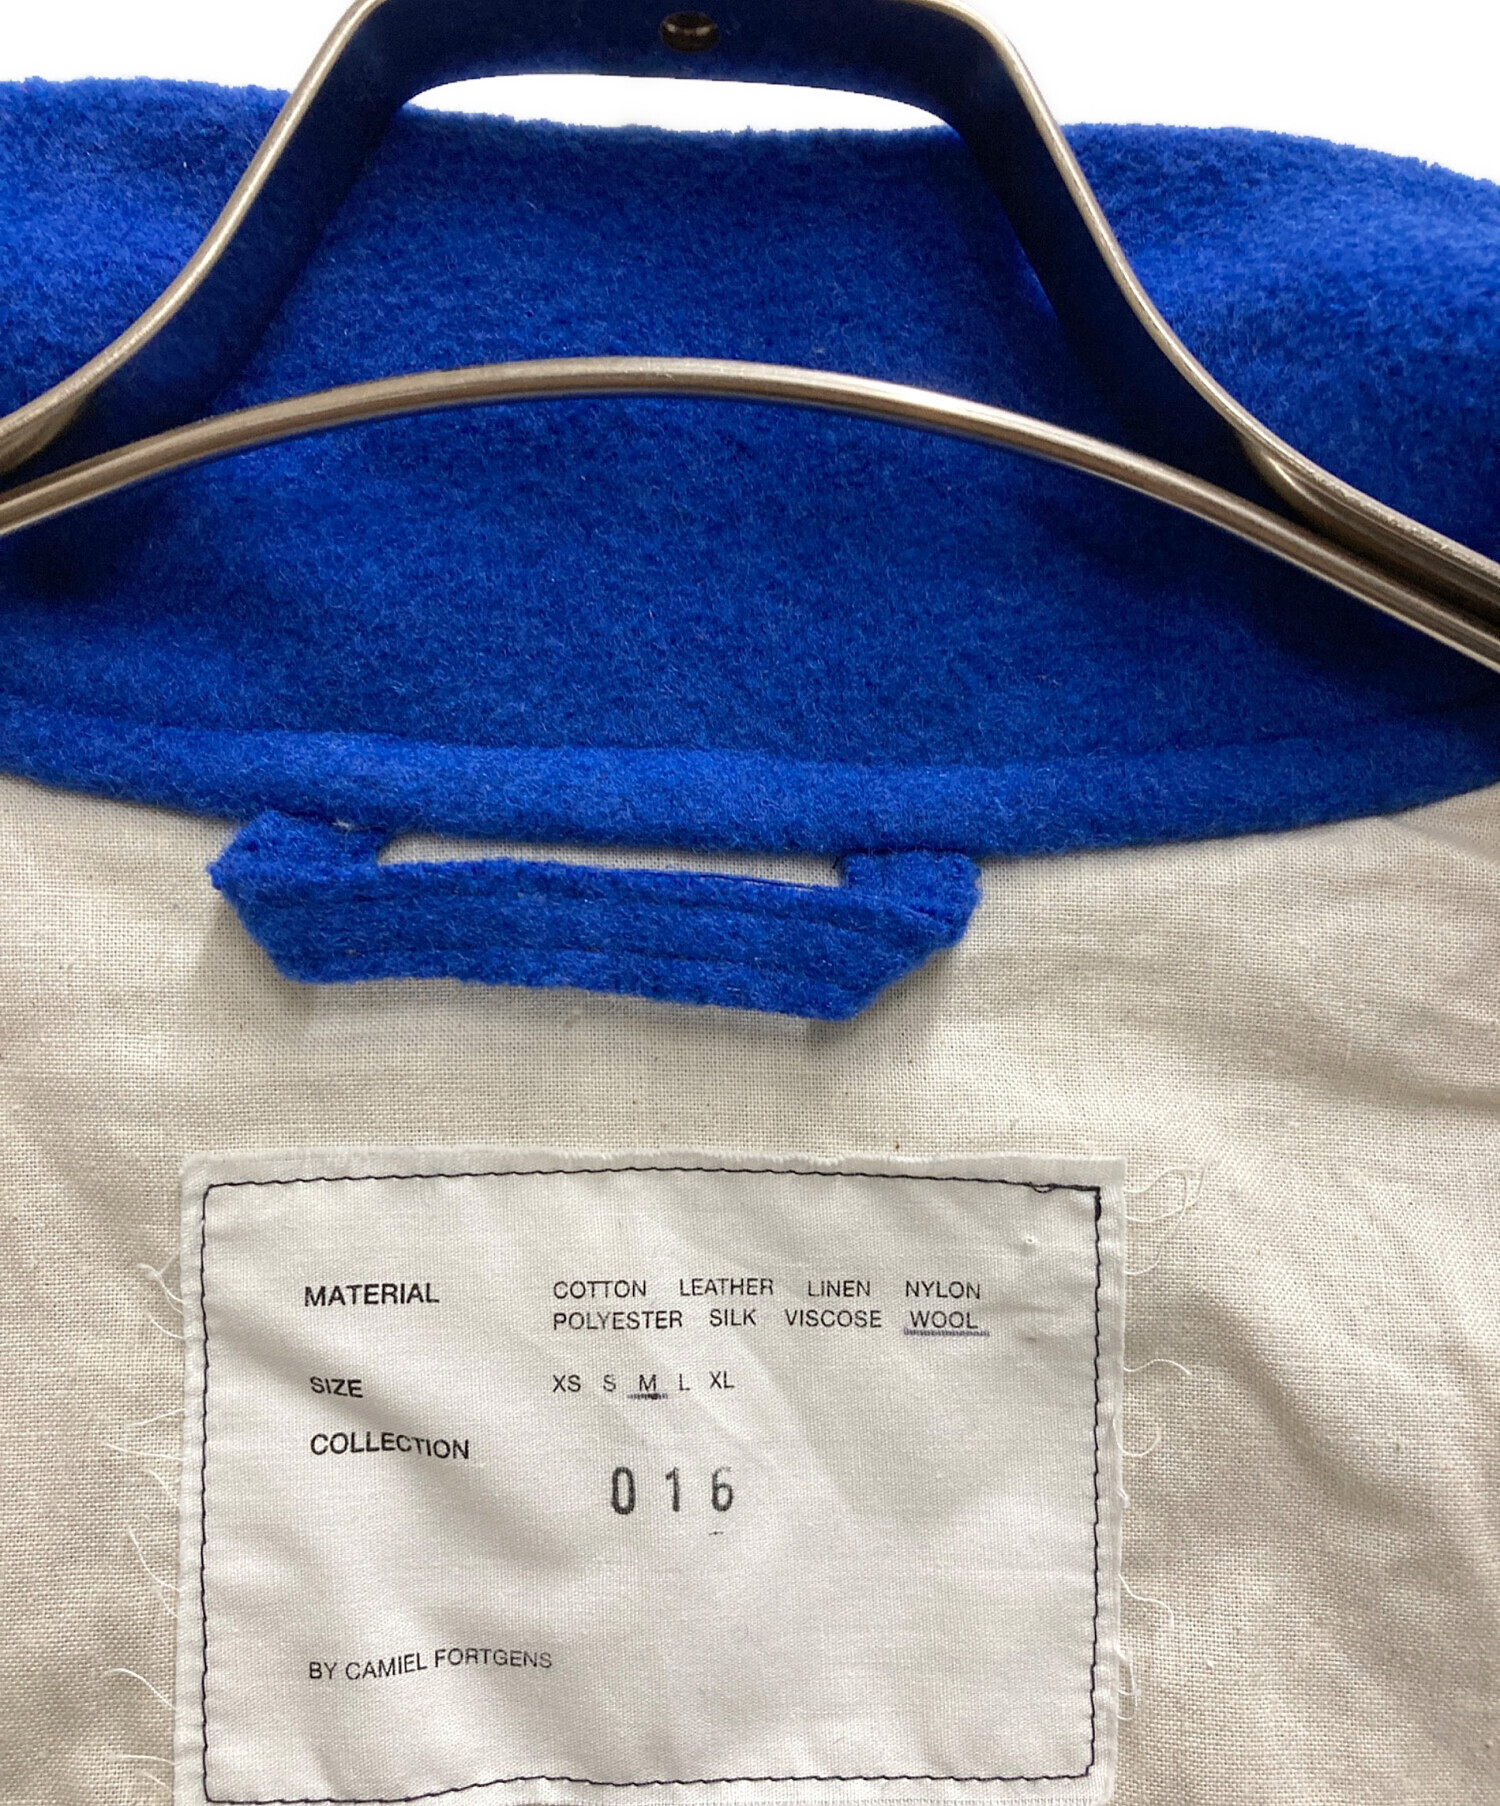 MATERIAL COTTON LEATHER LINEN NYLON
POLYESTER SILK VISCOSE WOOL
SIZE XS S M L XL
COLLECTION
016
BY CAMIEL FORTGENS